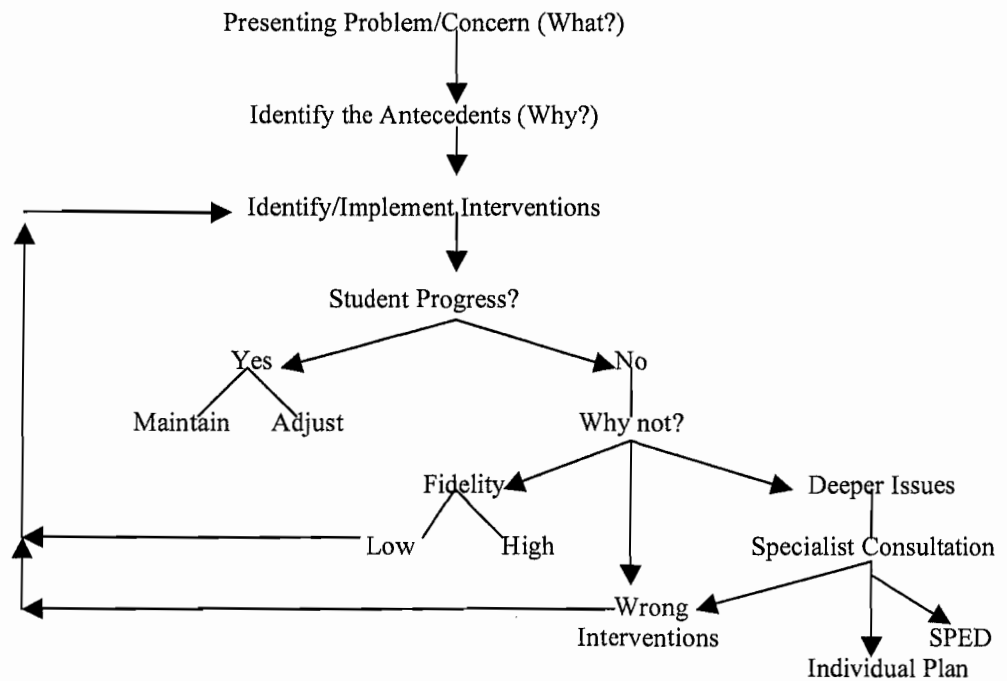 Presenting Problem/Concern (What?)
Identify the Antecedents (Why?)
Identify/Implement Interventions
Student Progress?
Yes
No
Maintain
Adjust
Why not?
Fidelity
Deeper Issues
Low
High
Specialist Consultation
Wrong
Interventions
SPED
Individual Plan